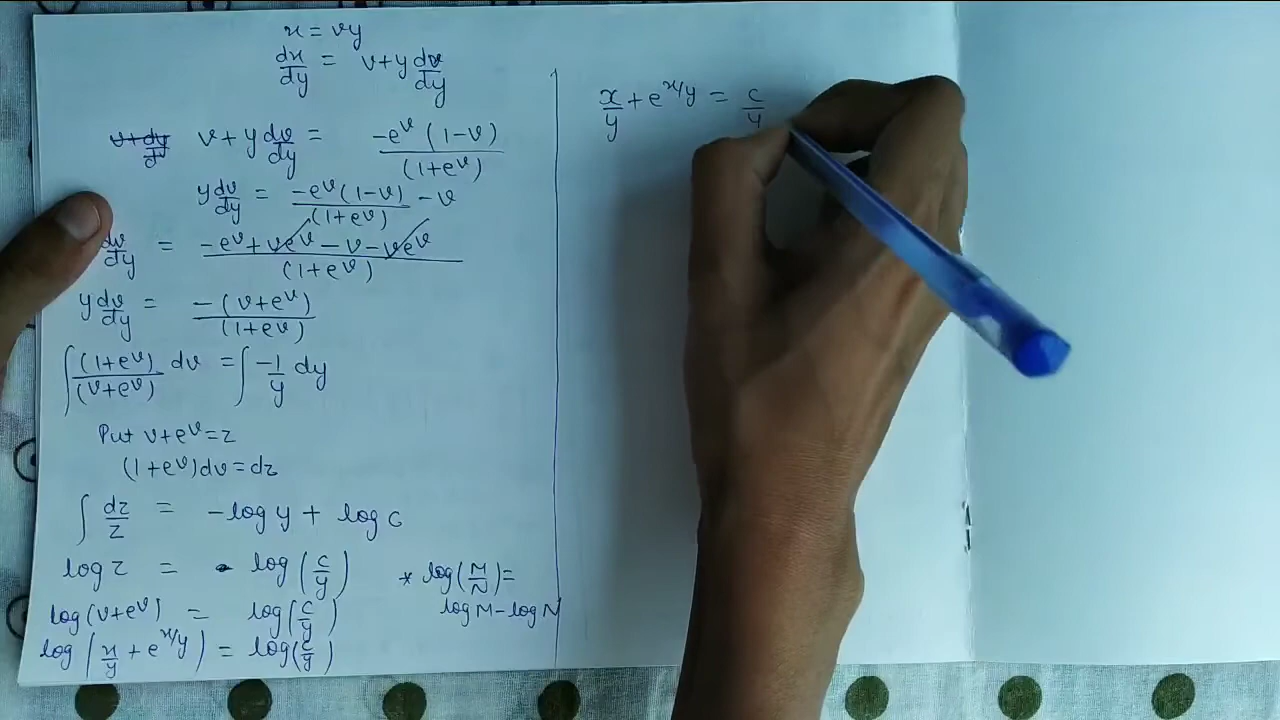 x = vy
dx/dy = v+y dv/dy
v+y dv/dy = -e^v (1-v)/(1+e^v)
y dv/dy = -e^v(1-v)/(1+e^v) - v
dv/dy = -e^v+ve^v-v-ve^v/(1+e^v)
y dv/dy = -(v+e^v)/(1+e^v)
∫ (1+e^v)/(v+e^v) dv = ∫ -1/y dy
Put v+e^v=z
(1+e^v)dv=dz
∫ dz/z = -log y + log c
log z = log(c/y)
* log(M/N)=
log M - log N
log(v+e^v) = log(c/y)
log(x/y + e^x/y) = log(c/y)
x/y + e^x/y = c/y